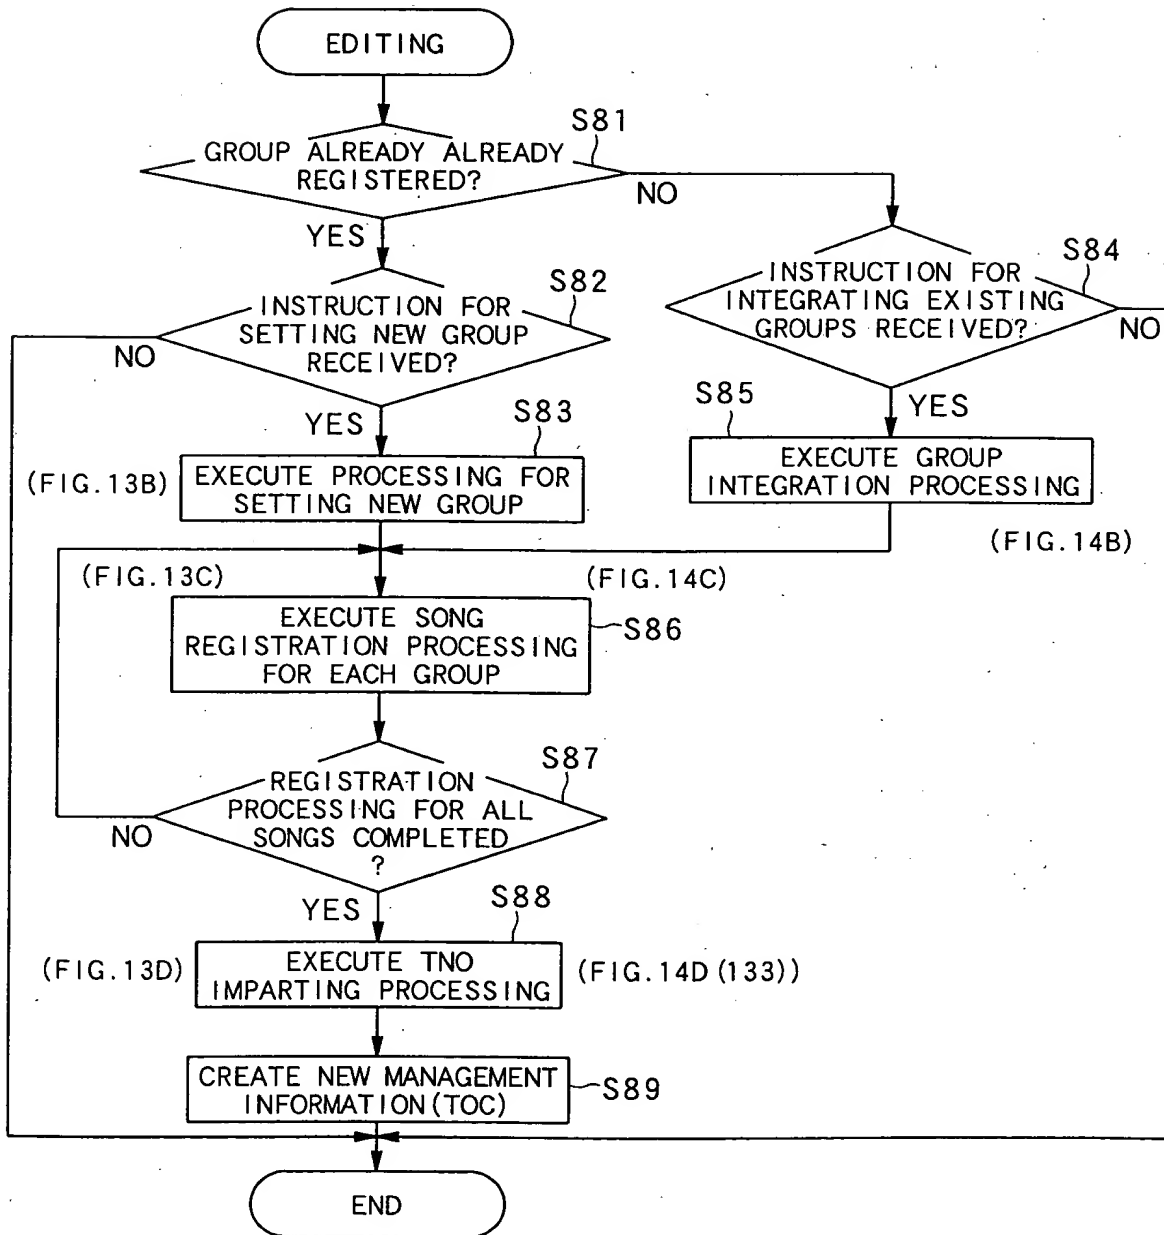 EDITING
S81
GROUP ALREADY ALREADY
REGISTERED?
NO
YES
S82
INSTRUCTION FOR
SETTING NEW GROUP
RECEIVED?
NO
YES
S84
INSTRUCTION FOR
INTEGRATING EXISTING
GROUPS RECEIVED?
NO
YES
S83
(FIG.13B)
EXECUTE PROCESSING FOR
SETTING NEW GROUP
S85
EXECUTE GROUP
INTEGRATION PROCESSING
(FIG.14B)
(FIG.13C)
(FIG.14C)
EXECUTE SONG
REGISTRATION PROCESSING
FOR EACH GROUP
S86
S87
REGISTRATION
PROCESSING FOR ALL
SONGS COMPLETED
?
NO
YES
S88
(FIG.13D)
EXECUTE TNO
IMPARTING PROCESSING
(FIG.14D(133))
CREATE NEW MANAGEMENT
INFORMATION(TOC)
S89
END